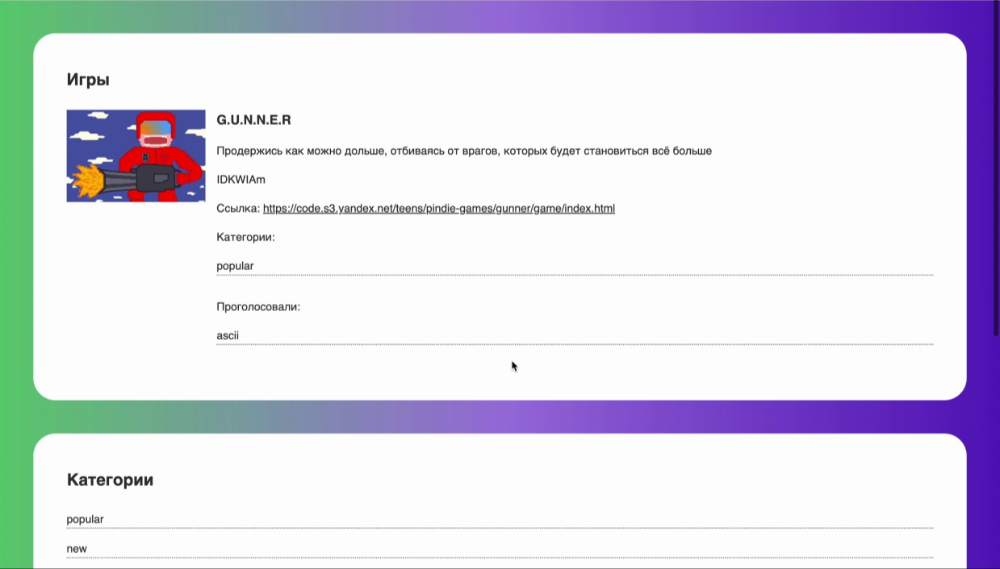 Игры
G.U.N.N.E.R
Продержись как можно дольше, отбиваясь от врагов, которых будет становиться всё больше
IDKWIAm
Ссылка: https://code.s3.yandex.net/teens/pindie-games/gunner/game/index.html
Категории:
popular
Проголосовали:
ascii
Категории
popular
new